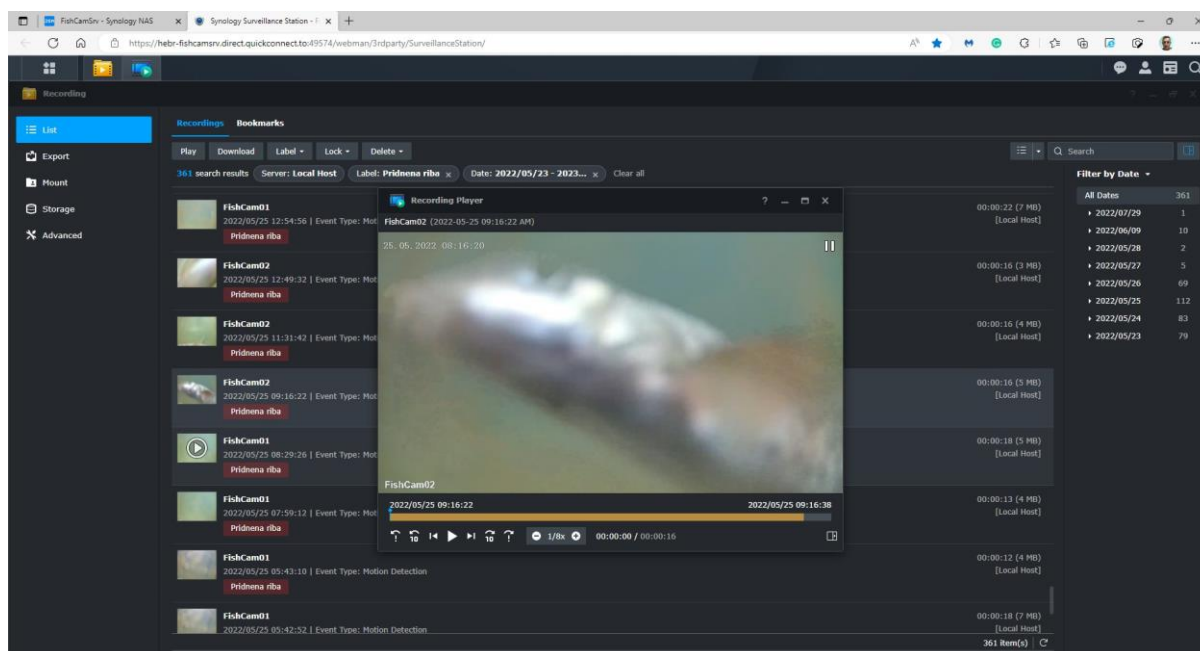 FishCamSrv - Synology NAS
Synology Surveillance Station -
https://hebr-fishcamsrv.direct.quickconnect.to:49574/webman/3rdparty/SurveillanceStation/
Recording
List
Export
Mount
Storage
Advanced
Recordings Bookmarks
Play Download Label Lock Delete
Search
361 search results Server: Local Host Label: Pridnena riba Date: 2022/05/23 - 2023... Clear all
FishCam01
2022/05/25 12:54:56 | Event Type: Mot
Pridnena riba
00:00:22 (7 MB)
[Local Host]
FishCam02
2022/05/25 12:49:32 | Event Type: Mot
Pridnena riba
00:00:16 (3 MB)
[Local Host]
FishCam02
2022/05/25 11:31:42 | Event Type: Mot
Pridnena riba
00:00:16 (4 MB)
[Local Host]
FishCam02
2022/05/25 09:16:22 | Event Type: Mot
Pridnena riba
00:00:16 (5 MB)
[Local Host]
FishCam01
2022/05/25 08:29:26 | Event Type: Mot
Pridnena riba
00:00:18 (5 MB)
[Local Host]
FishCam01
2022/05/25 07:59:12 | Event Type: Mot
Pridnena riba
00:00:13 (4 MB)
[Local Host]
FishCam01
2022/05/25 05:43:10 | Event Type: Motion Detection
Pridnena riba
00:00:12 (4 MB)
[Local Host]
FishCam01
2022/05/25 05:42:52 | Event Type: Motion Detection
00:00:18 (7 MB)
[Local Host]
361 item(s)
Recording Player
FishCam02 (2022-05-25 09:16:22 AM)
25.05.2022 08:16:20
FishCam02
2022/05/25 09:16:22 2022/05/25 09:16:38
10 10 1/8x 00:00:00 / 00:00:16
Filter by Date
All Dates 361
2022/07/29 1
2022/06/09 10
2022/05/28 2
2022/05/27 5
2022/05/26 69
2022/05/25 112
2022/05/24 83
2022/05/23 79